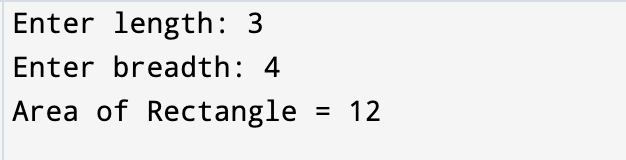 Enter length: 3
Enter breadth: 4
Area of Rectangle = 12